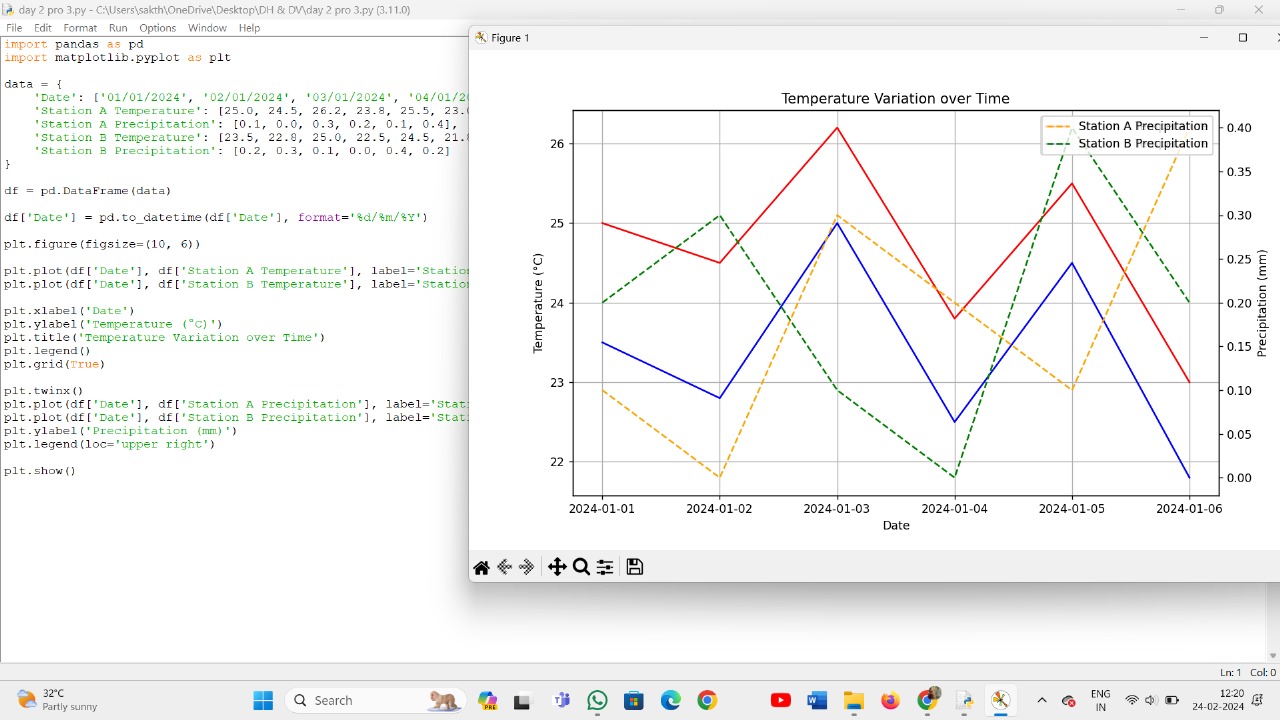 day 2 pro 3.py - C:\Users\sakth\OneDrive\Desktop\DH & DV\day 2 pro 3.py (3.11.0)
File Edit Format Run Options Window Help
import pandas as pd
import matplotlib.pyplot as plt
data = {
'Date': ['01/01/2024', '02/01/2024', '03/01/2024', '04/01/20
'Station A Temperature': [25.0, 24.5, 26.2, 23.8, 25.5, 23.0
'Station A Precipitation': [0.1, 0.0, 0.3, 0.2, 0.1, 0.4],
'Station B Temperature': [23.5, 22.8, 25.0, 22.5, 24.5, 21.8
'Station B Precipitation': [0.2, 0.3, 0.1, 0.0, 0.4, 0.2]
}
df = pd.DataFrame(data)
df['Date'] = pd.to_datetime(df['Date'], format='%d/%m/%Y')
plt.figure(figsize=(10, 6))
plt.plot(df['Date'], df['Station A Temperature'], label='Statio
plt.plot(df['Date'], df['Station B Temperature'], label='Statio
plt.xlabel('Date')
plt.ylabel('Temperature (°C)')
plt.title('Temperature Variation over Time')
plt.legend()
plt.grid(True)
plt.twinx()
plt.plot(df['Date'], df['Station A Precipitation'], label='Stat
plt.plot(df['Date'], df['Station B Precipitation'], label='Stat
plt.ylabel('Precipitation (mm)')
plt.legend(loc='upper right')
plt.show()
Figure 1
Temperature Variation over Time
Station A Precipitation
Station B Precipitation
Temperature (°C)
26
25
24
23
22
0.40
0.35
0.30
0.25
0.20
0.15
0.10
0.05
0.00
Precipitation (mm)
2024-01-01 2024-01-02 2024-01-03 2024-01-04 2024-01-05 2024-01-06
Date
Ln: 1 Col: 0
32°C
Partly sunny
Search
PRE
ENG
IN
12:20
24-02-2024